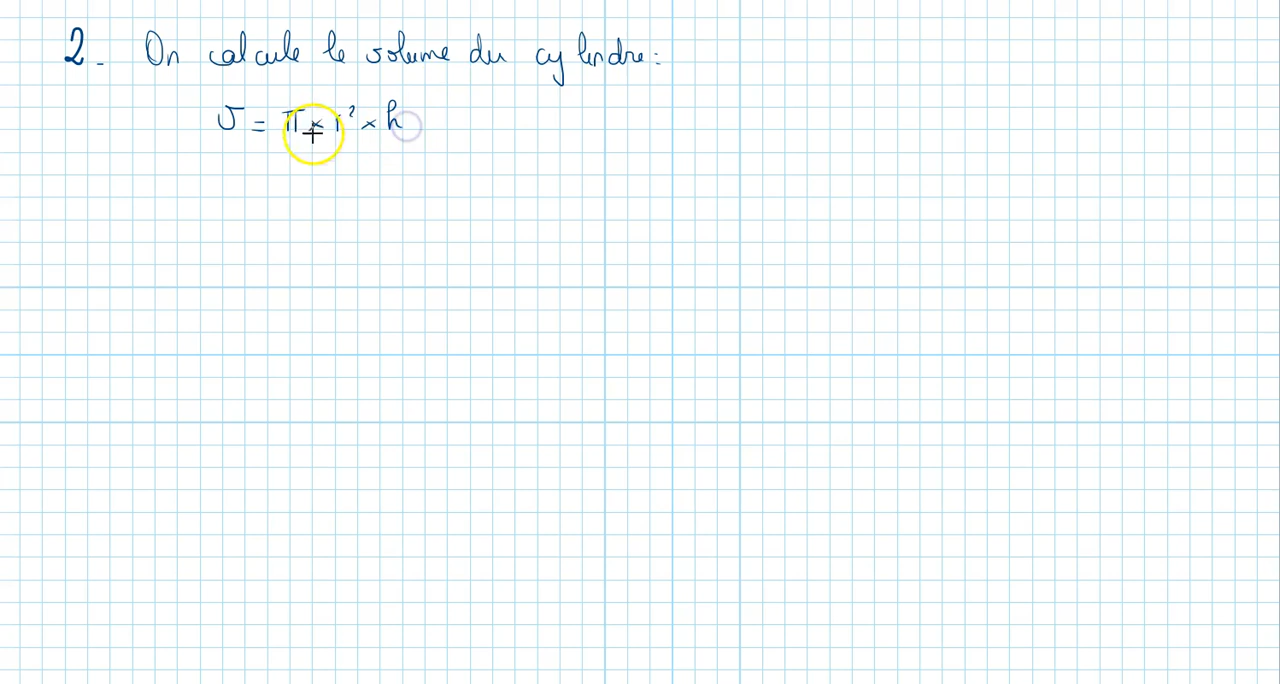 2. On calcule le volume du cylindre:
V = π × r² × h